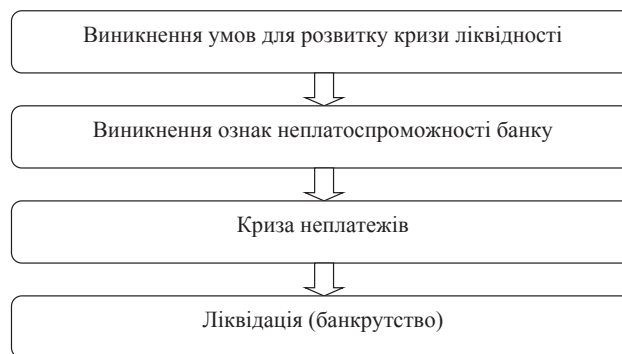 Виникнення умов для розвитку кризи ліквідності
Виникнення ознак неплатоспроможності банку
Криза неплатежів
Ліквідація (банкрутство)